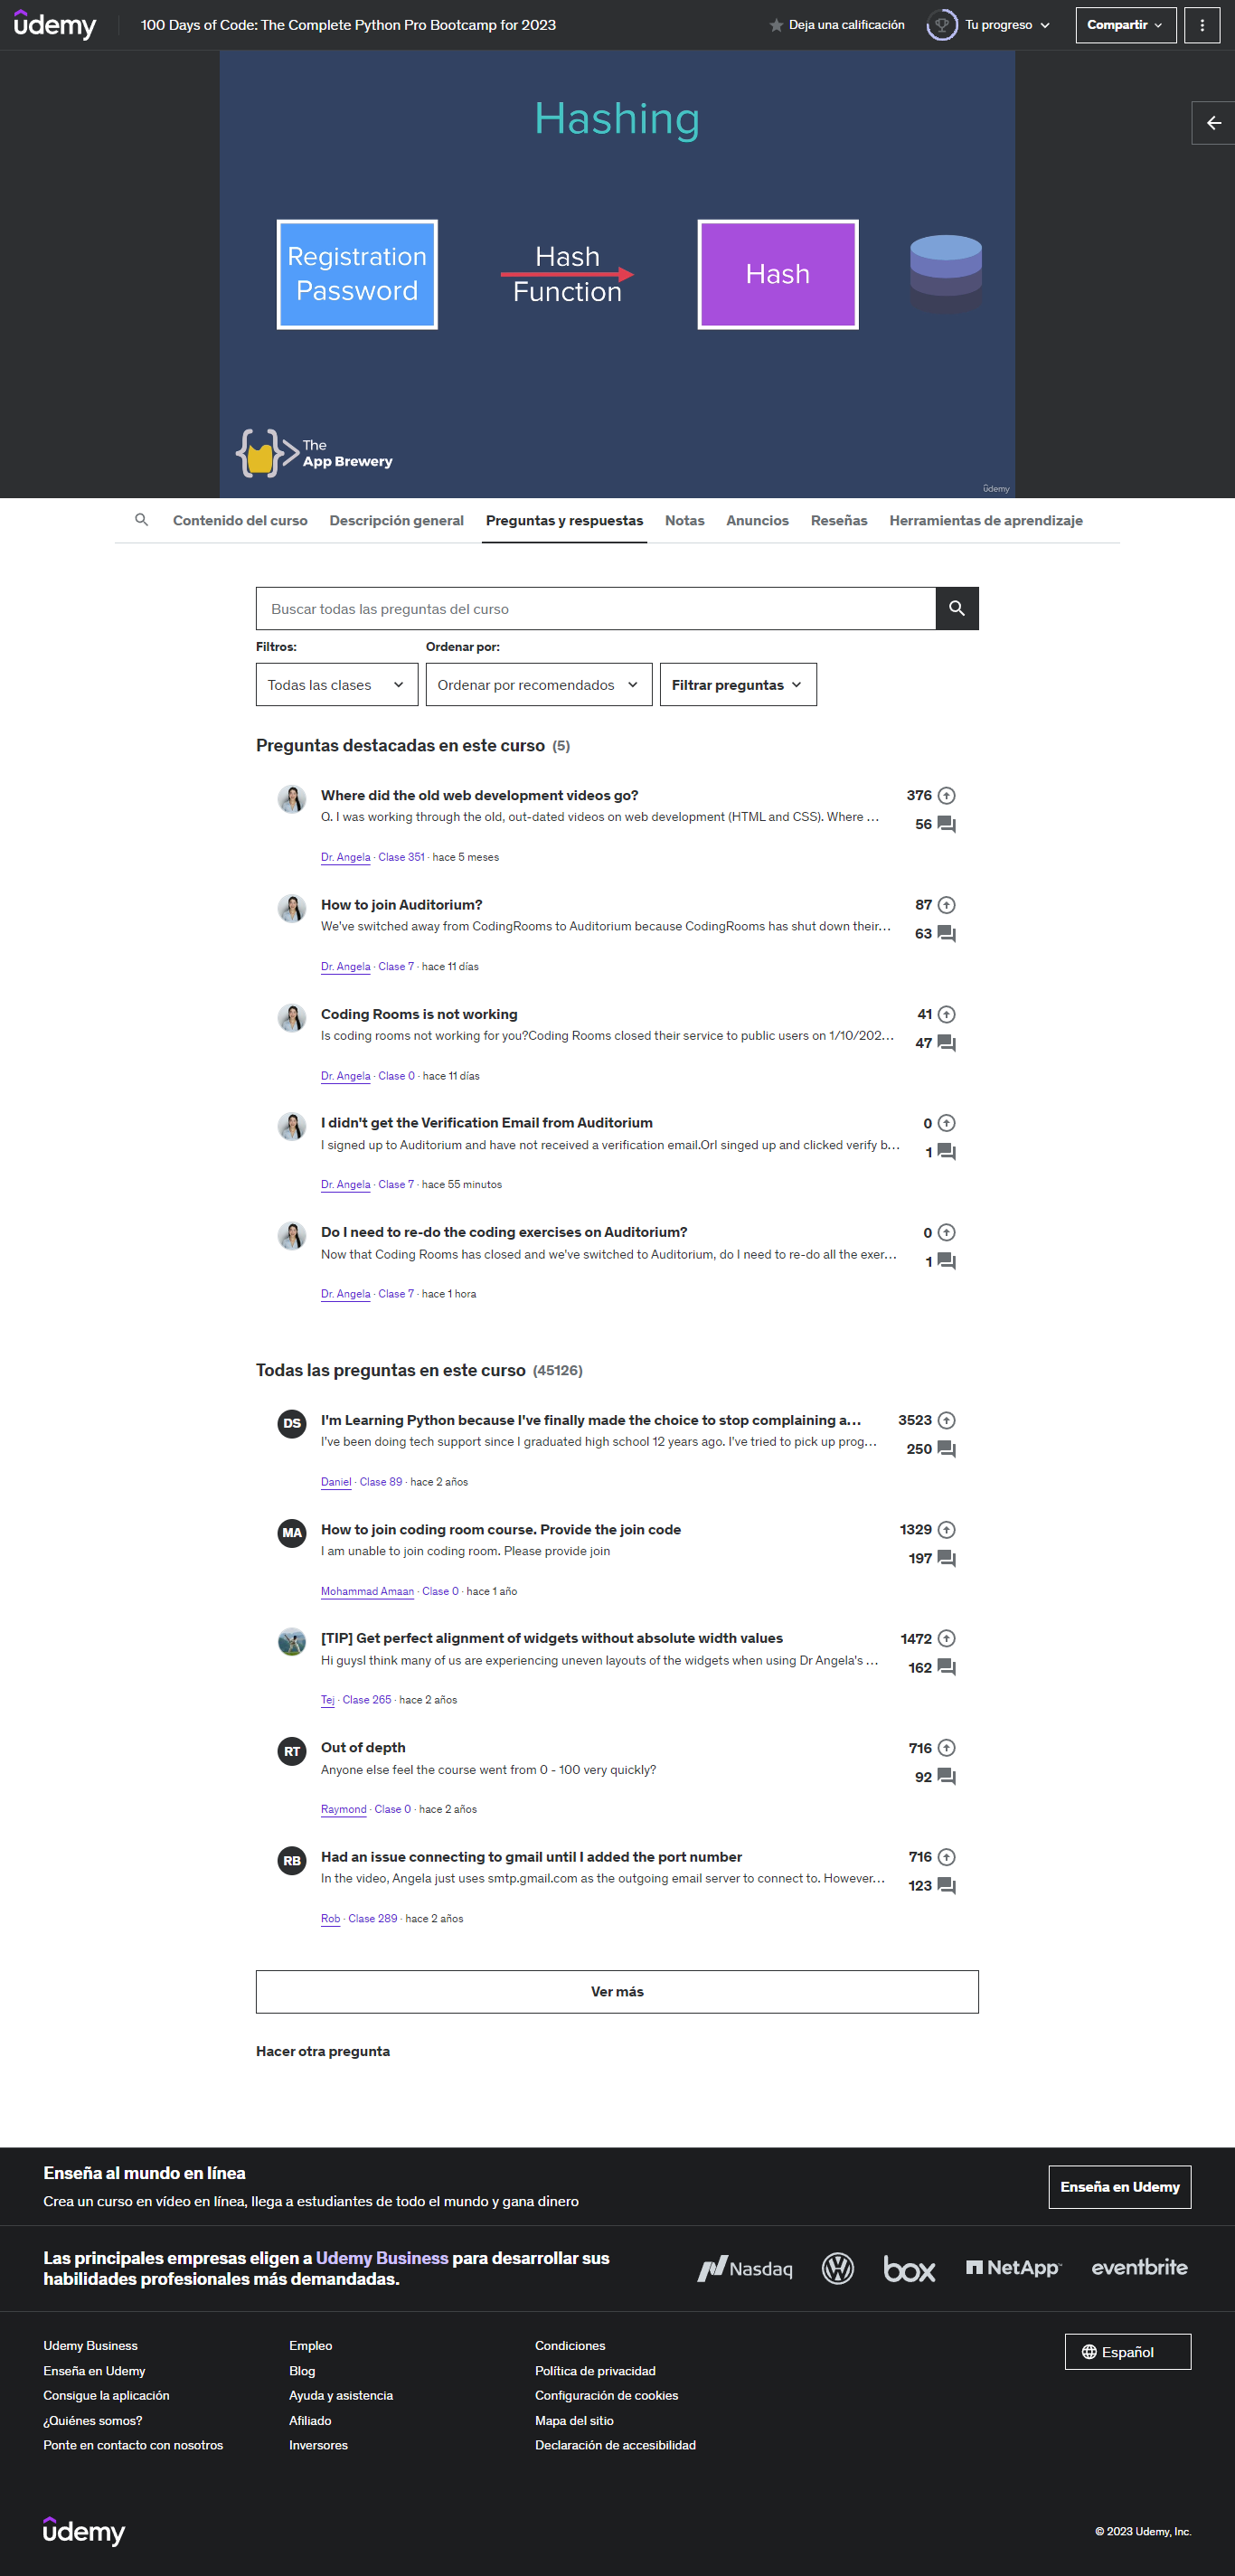 udemy
100 Days of Code: The Complete Python Pro Bootcamp for 2023
Deja una calificación
Tu progreso
Compartir
Hashing
Registration
Password
Hash
Function
Hash
The
App Brewery
udemy
Contenido del curso
Descripción general
Preguntas y respuestas
Notas
Anuncios
Reseñas
Herramientas de aprendizaje
Buscar todas las preguntas del curso
Filtros:
Ordenar por:
Todas las clases
Ordenar por recomendados
Filtrar preguntas
Preguntas destacadas en este curso (5)
Where did the old web development videos go?
376
Q. I was working through the old, out-dated videos on web development (HTML and CSS). Where ...
56
Dr. Angela · Clase 351 · hace 5 meses
How to join Auditorium?
87
We've switched away from CodingRooms to Auditorium because CodingRooms has shut down their...
63
Dr. Angela · Clase 7 · hace 11 días
Coding Rooms is not working
41
Is coding rooms not working for you?Coding Rooms closed their service to public users on 1/10/202...
47
Dr. Angela · Clase 0 · hace 11 días
I didn't get the Verification Email from Auditorium
0
I signed up to Auditorium and have not received a verification email.OrI singed up and clicked verify b...
1
Dr. Angela · Clase 7 · hace 55 minutos
Do I need to re-do the coding exercises on Auditorium?
0
Now that Coding Rooms has closed and we've switched to Auditorium, do I need to re-do all the exer...
1
Dr. Angela · Clase 7 · hace 1 hora
Todas las preguntas en este curso (45126)
DS
I'm Learning Python because I've finally made the choice to stop complaining a...
3523
I've been doing tech support since I graduated high school 12 years ago. I've tried to pick up prog...
250
Daniel · Clase 89 · hace 2 años
MA
How to join coding room course. Provide the join code
1329
I am unable to join coding room. Please provide join
197
Mohammad Amaan · Clase 0 · hace 1 año
[TIP] Get perfect alignment of widgets without absolute width values
1472
Hi guysI think many of us are experiencing uneven layouts of the widgets when using Dr Angela's ...
162
Tej · Clase 265 · hace 2 años
RT
Out of depth
716
Anyone else feel the course went from 0 - 100 very quickly?
92
Raymond · Clase 0 · hace 2 años
RB
Had an issue connecting to gmail until I added the port number
716
In the video, Angela just uses smtp.gmail.com as the outgoing email server to connect to. However...
123
Rob · Clase 289 · hace 2 años
Ver más
Hacer otra pregunta
Enseña al mundo en línea
Crea un curso en vídeo en línea, llega a estudiantes de todo el mundo y gana dinero
Enseña en Udemy
Las principales empresas eligen a Udemy Business para desarrollar sus
habilidades profesionales más demandadas.
Nasdaq
box
NetApp
eventbrite
Udemy Business
Enseña en Udemy
Consigue la aplicación
¿Quiénes somos?
Ponte en contacto con nosotros
Empleo
Blog
Ayuda y asistencia
Afiliado
Inversores
Condiciones
Política de privacidad
Configuración de cookies
Mapa del sitio
Declaración de accesibilidad
Español
udemy
© 2023 Udemy, Inc.